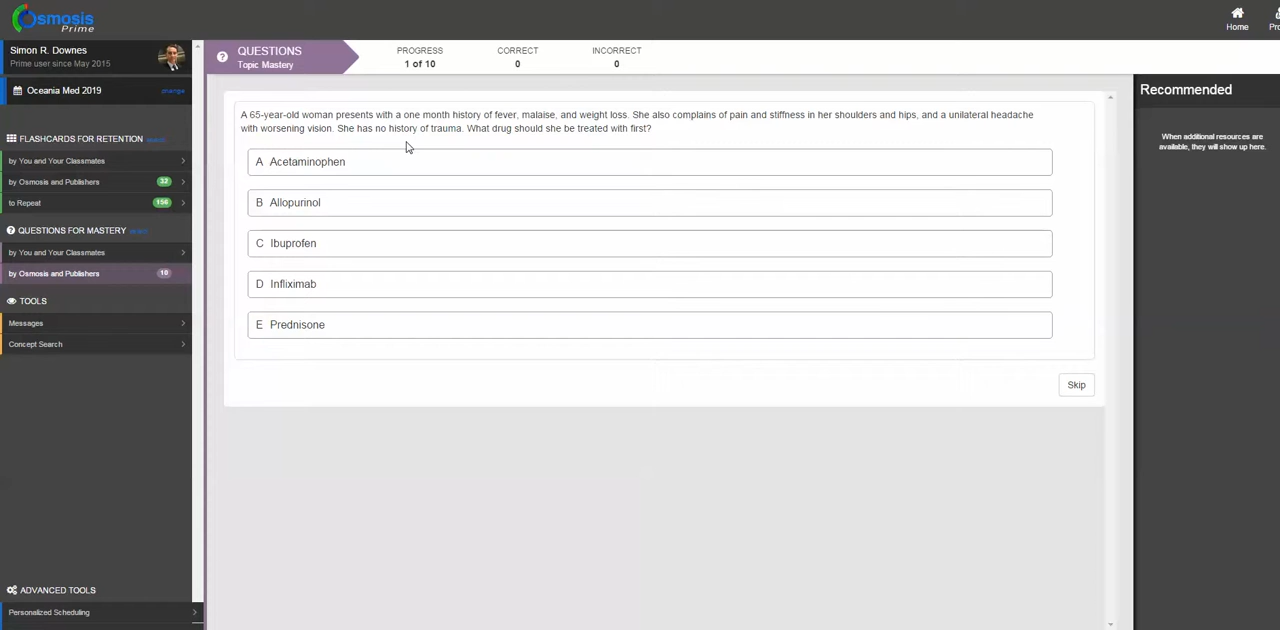 Osmosis
Prime
Home
Simon R. Downes
Prime user since May 2015
QUESTIONS
Topic Mastery
PROGRESS
1 of 10
CORRECT
0
INCORRECT
0
Oceania Med 2019
change
Recommended
When additional resources are
available, they will show up here.
A 65-year-old woman presents with a one month history of fever, malaise, and weight loss. She also complains of pain and stiffness in her shoulders and hips, and a unilateral headache
with worsening vision. She has no history of trauma. What drug should she be treated with first?
A Acetaminophen
B Allopurinol
C Ibuprofen
D Infliximab
E Prednisone
Skip
FLASHCARDS FOR RETENTION
by You and Your Classmates
by Osmosis and Publishers 32
to Repeat 156
QUESTIONS FOR MASTERY
by You and Your Classmates
by Osmosis and Publishers 10
TOOLS
Messages
Concept Search
ADVANCED TOOLS
Personalized Scheduling